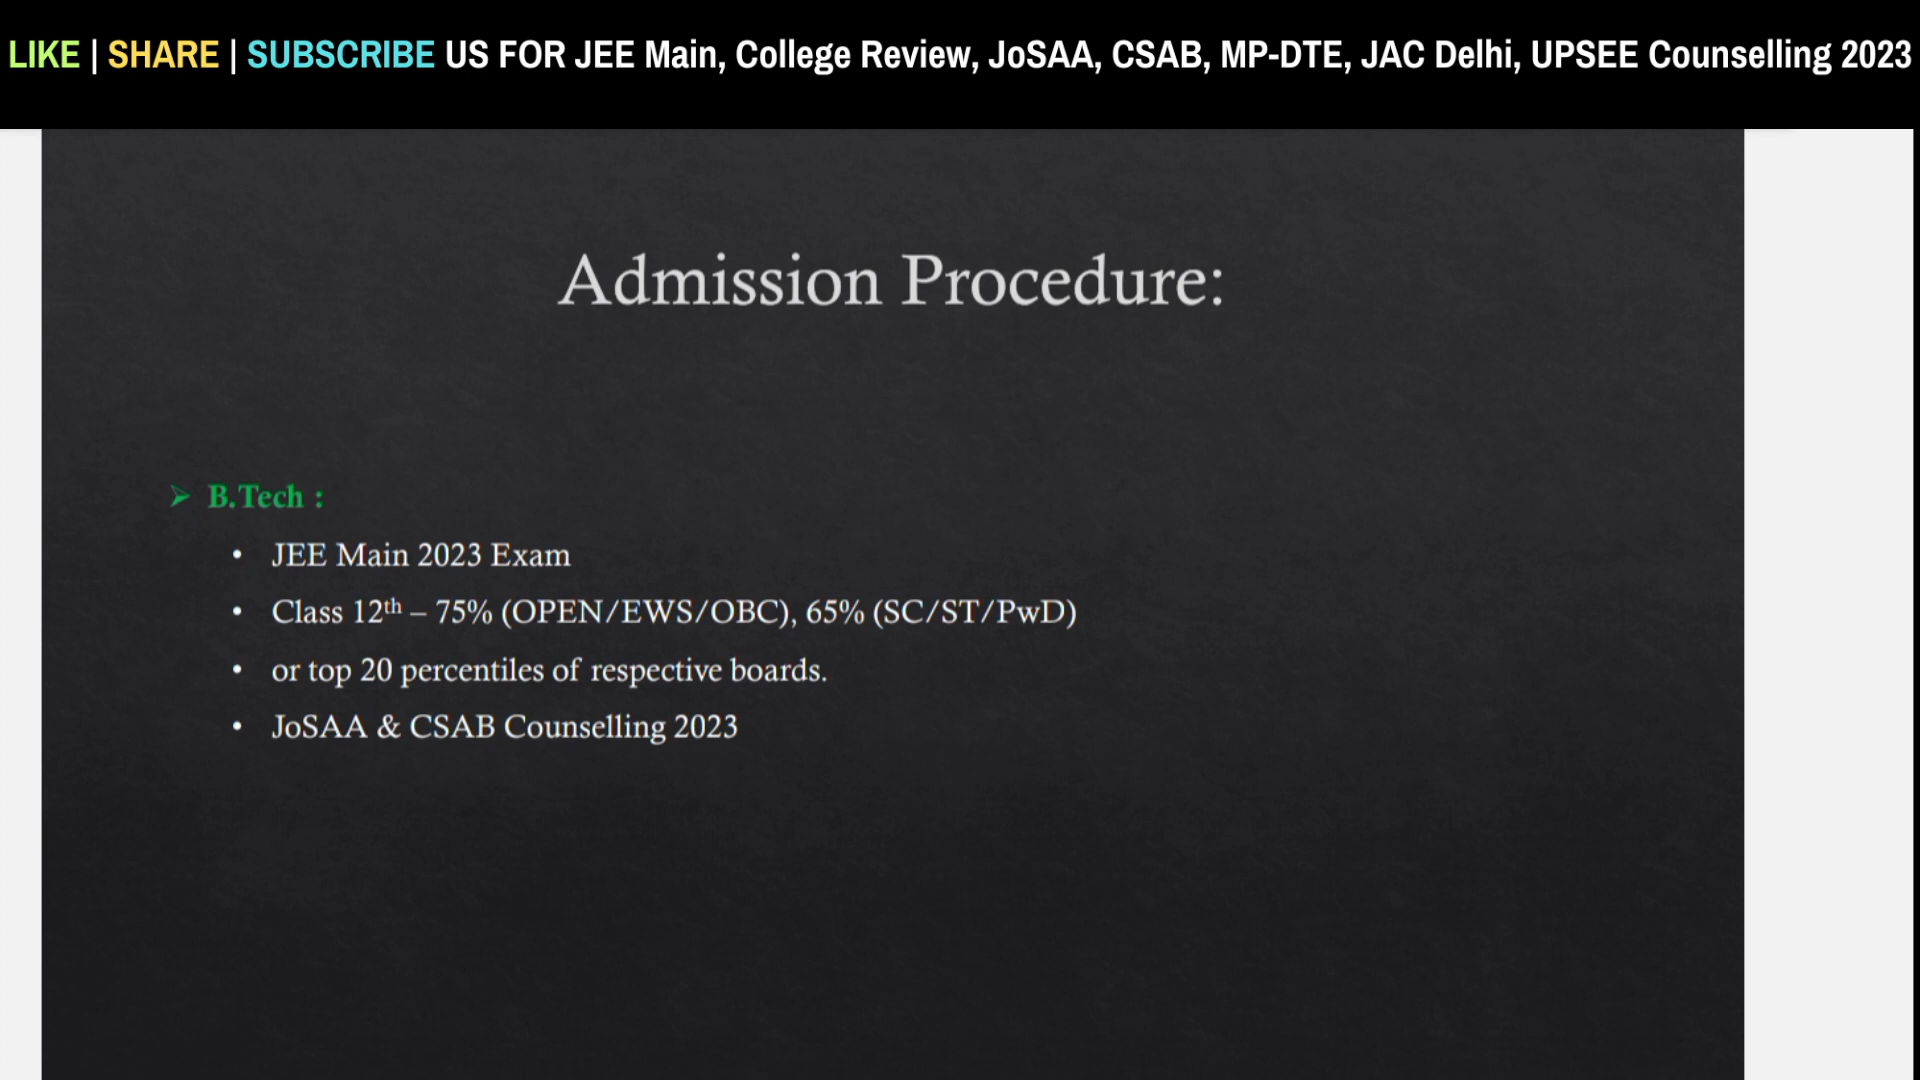 LIKE | SHARE | SUBSCRIBE US FOR JEE Main, College Review, JoSAA, CSAB, MP-DTE, JAC Delhi, UPSEE Counselling 2023
Admission Procedure:
➢ B.Tech :
• JEE Main 2023 Exam
• Class 12th – 75% (OPEN/EWS/OBC), 65% (SC/ST/PwD)
• or top 20 percentiles of respective boards.
• JoSAA & CSAB Counselling 2023